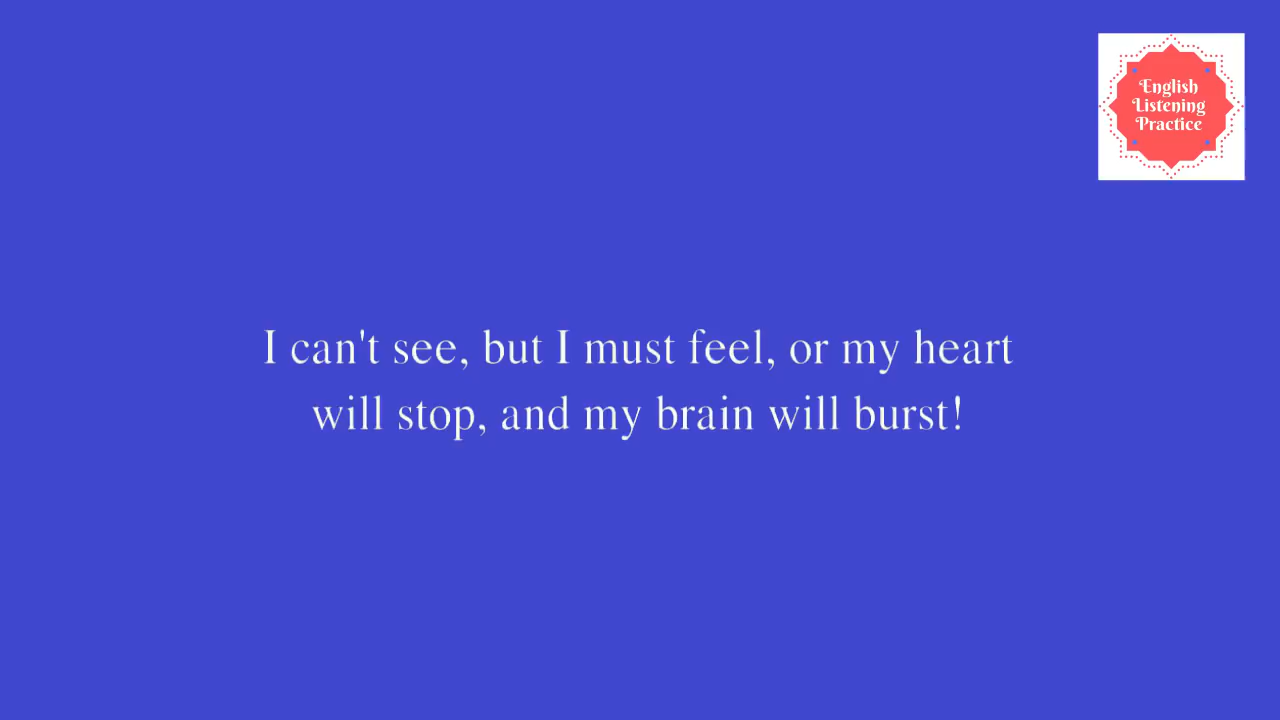 English
Listening
Practice
I can't see, but I must feel, or my heart
will stop, and my brain will burst!